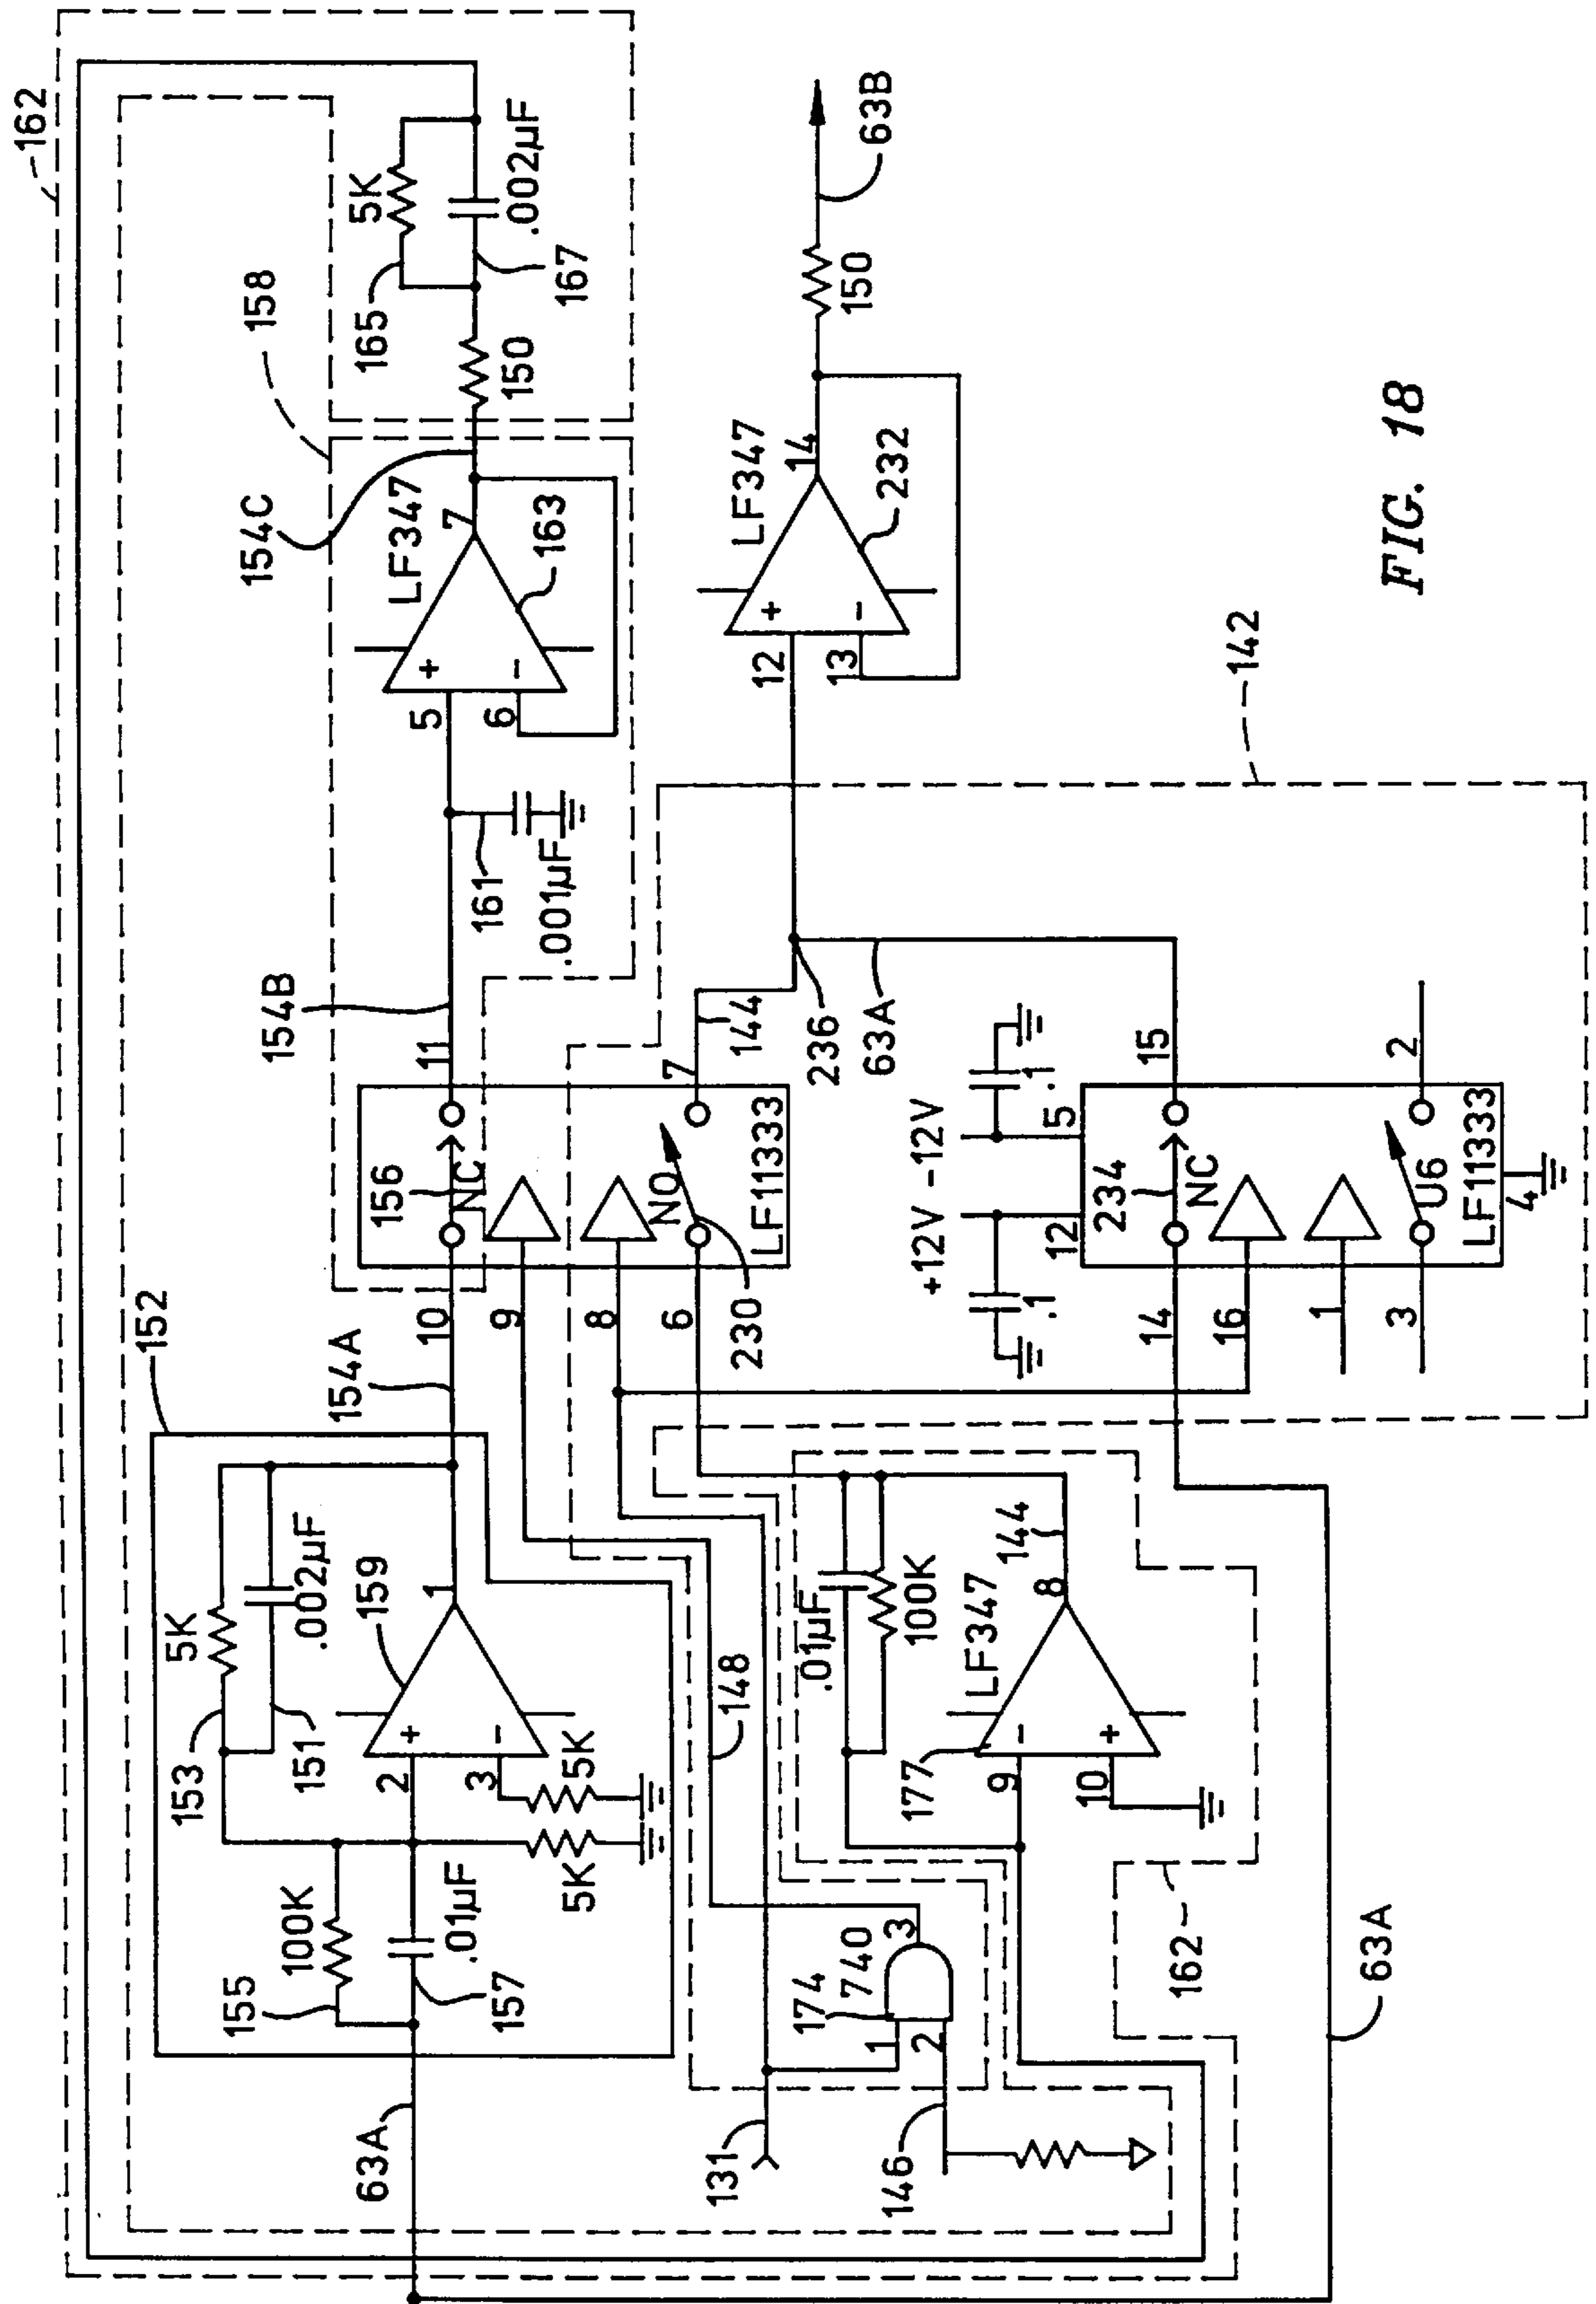 162
158
154C
LF347
7
163
5
6
+
-
154B
11
161
.001µF
150
165
5K
.002µF
167
152
154A
10
156
NC
9
8
6
NO
230
LF11333
7
144
236
63A
153
5K
151
.002µF
159
1
2
3
+
-
5K
5K
155
100K
.01µF
157
63A
131
146
1
2
3
174
740
148
.01µF
100K
LF347
177
9
10
-
+
8
144
162
63A
+12V -12V
.1
.1
12
5
234
NC
14
15
16
1
3
2
U6
LF11333
4
142
12
13
+
-
LF347
14
232
150
63B
FIG. 18